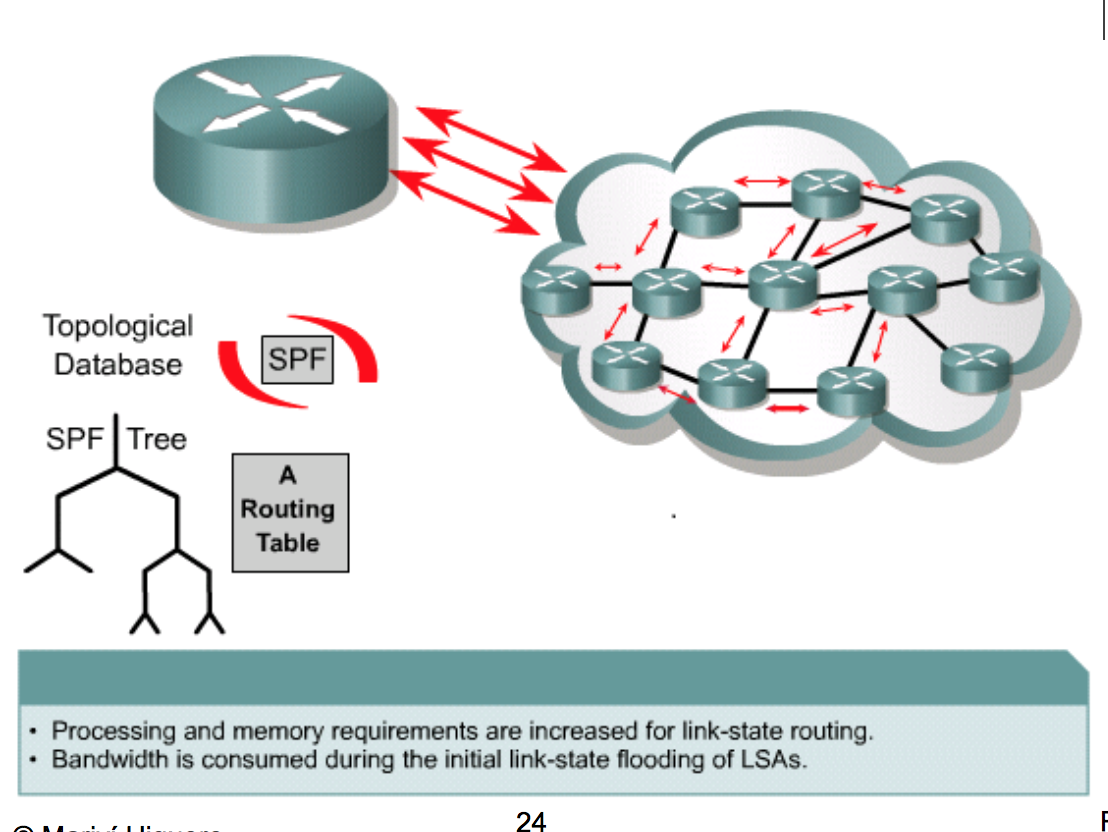 Topological
Database
SPF
SPF Tree
A
Routing
Table
• Processing and memory requirements are increased for link-state routing.
• Bandwidth is consumed during the initial link-state flooding of LSAs.
24